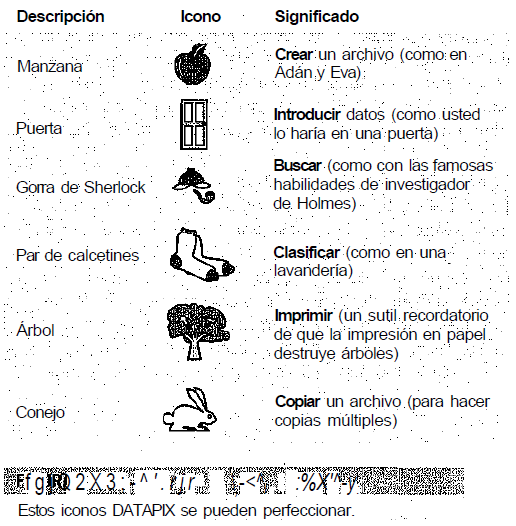 Descripción Icono Significado
Manzana
Crear un archivo (como en
Adán y Eva)
Puerta
Introducir datos (como usted
lo haría en una puerta)
Gorra de Sherlock
Buscar (como con las famosas
habilidades de investigador
de Holmes)
Par de calcetines
Clasificar (como en una
lavandería)
Árbol
Imprimir (un sutil recordatorio
de que la impresión en papel
destruye árboles)
Conejo
Copiar un archivo (para hacer
copias múltiples)
Estos iconos DATAPIX se pueden perfeccionar.